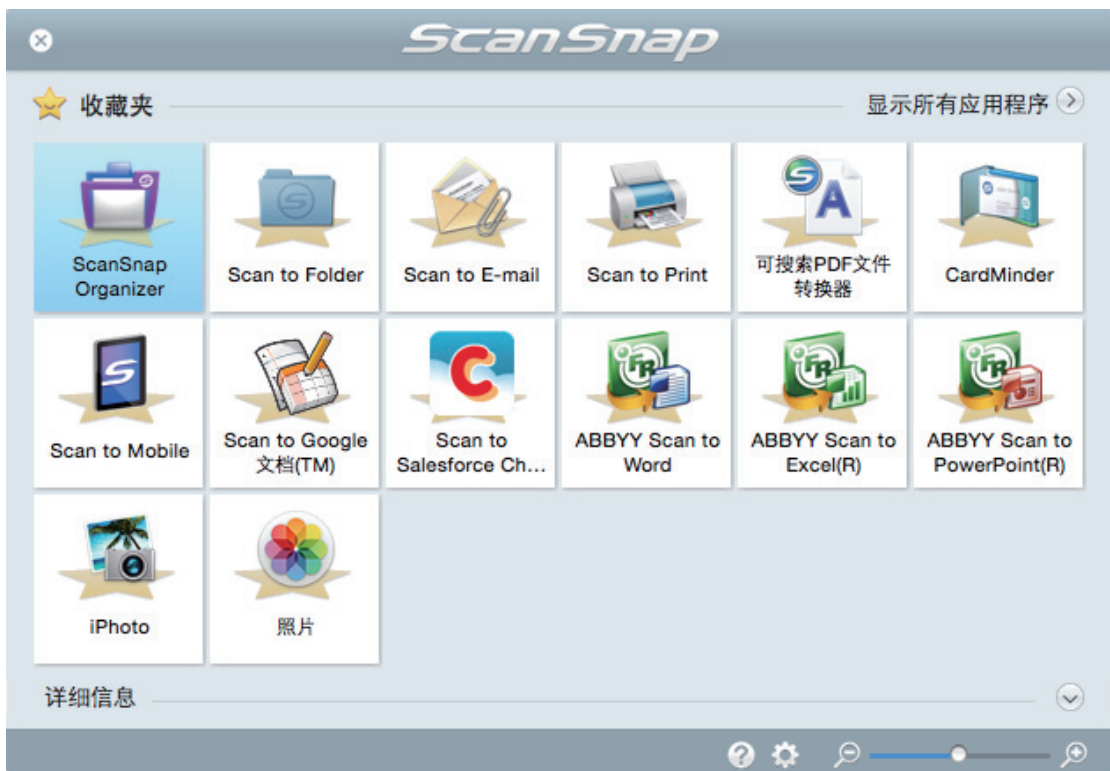 ScanSnap
收藏夹
显示所有应用程序
ScanSnap
Organizer
Scan to Folder
Scan to E-mail
Scan to Print
可搜索PDF文件
转换器
CardMinder
Scan to Mobile
Scan to Google
文档(TM)
Scan to
Salesforce Ch...
ABBYY Scan to
Word
ABBYY Scan to
Excel(R)
ABBYY Scan to
PowerPoint(R)
iPhoto
照片
详细信息